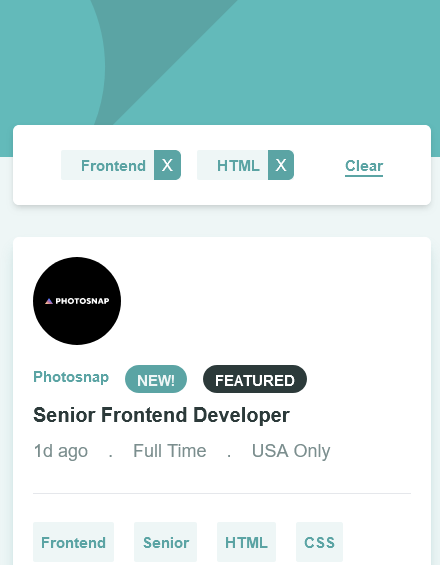 Frontend X HTML X Clear
PHOTOSNAP
Photosnap NEW! FEATURED
Senior Frontend Developer
1d ago . Full Time . USA Only
Frontend Senior HTML CSS